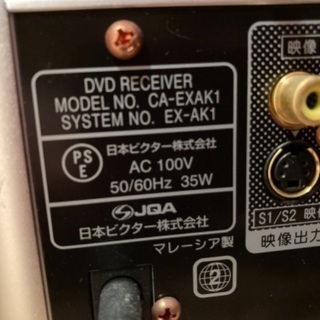 DVD RECEIVER
MODEL NO. CA-EXAK1
SYSTEM NO. EX-AK1
PS
E
日本ビクター株式会社
AC 100V
50/60Hz 35W
JQA
日本ビクター株式会社
マレーシア製
2
映像
S1/S2 映
映像出力